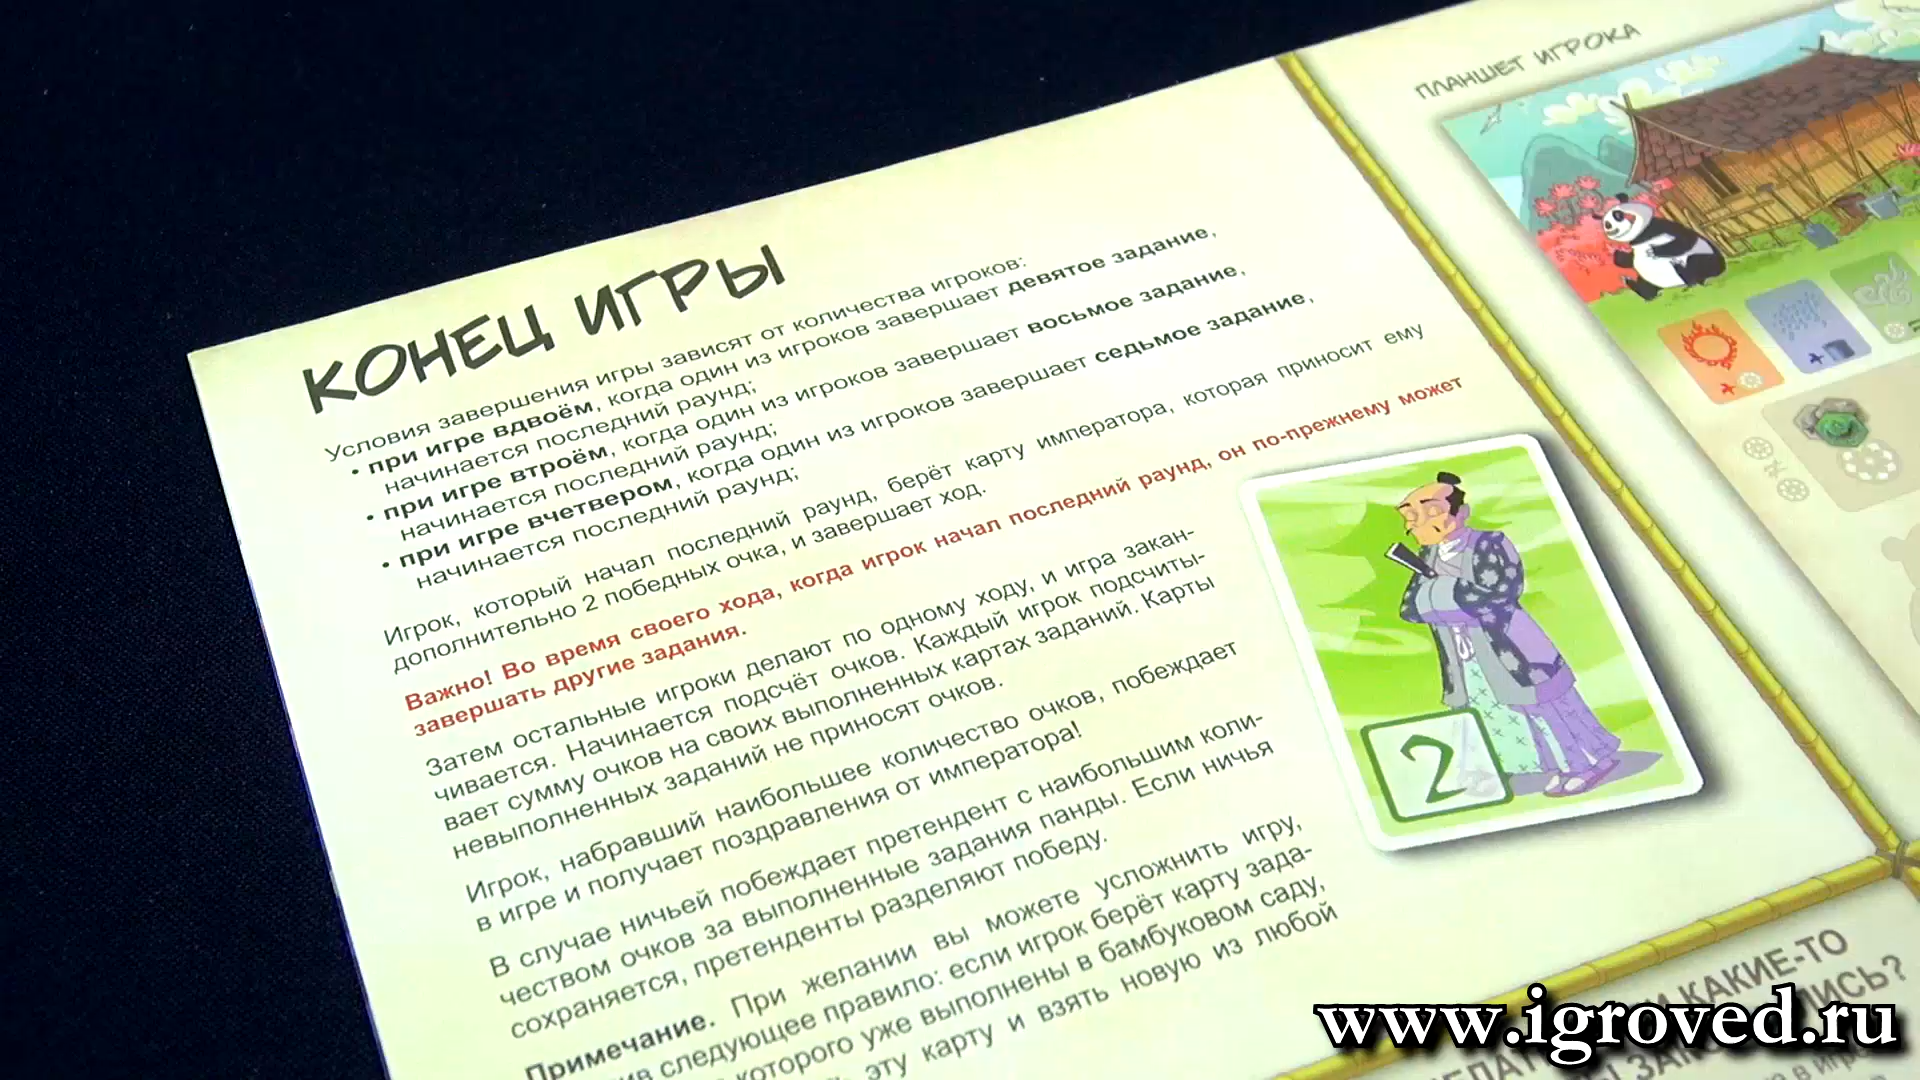 КОНЕЦ ИГРЫ
Условия завершения игры зависят от количества игроков:
• при игре вдвоём, когда один из игроков завершает девятое задание,
начинается последний раунд;
• при игре втроём, когда один из игроков завершает восьмое задание,
начинается последний раунд;
• при игре вчетвером, когда один из игроков завершает седьмое задание,
начинается последний раунд;
Игрок, который начал последний раунд, берёт карту императора, которая приносит ему
дополнительно 2 победных очка, и завершает ход.
Важно! Во время своего хода, когда игрок начал последний раунд, он по-прежнему может
завершать другие задания.
Затем остальные игроки делают по одному ходу, и игра закан-
чивается. Начинается подсчёт очков. Каждый игрок подсчиты-
вает сумму очков на своих выполненных картах заданий. Карты
невыполненных заданий не приносят очков.
Игрок, набравший наибольшее количество очков, побеждает
в игре и получает поздравления от императора!
В случае ничьей побеждает претендент с наибольшим коли-
чеством очков за выполненные задания панды. Если ничья
сохраняется, претенденты разделяют победу.
Примечание. При желании вы можете усложнить игру,
следующее правило: если игрок берёт карту зада-
которого уже выполнены в бамбуковом саду,
эту карту и взять новую из любой
2
ПЛАНШЕТ ИГРОКА
КАКИЕ-ТО
www.igroved.ru